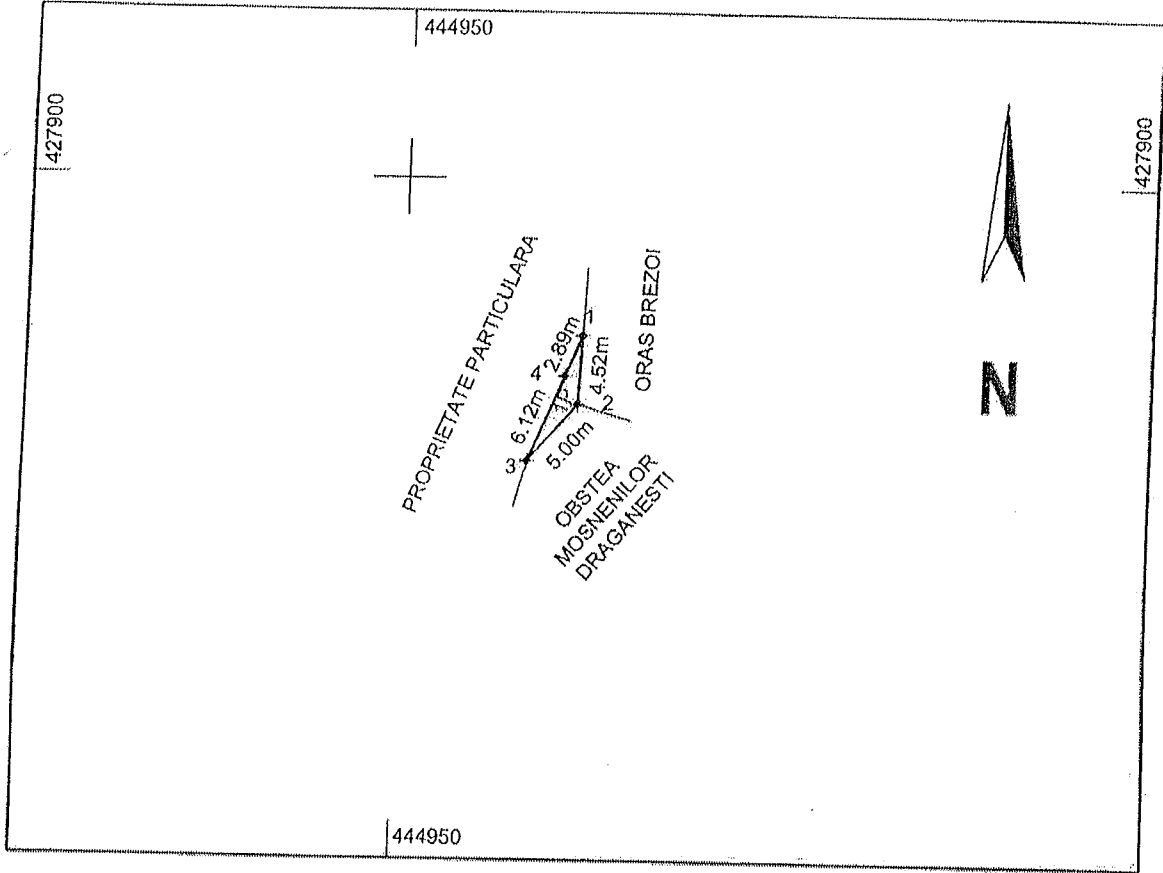 444950
427900
427900
PROPRIETATE PARTICULARA
ORAS BREZOI
1
2.89m
4
4.52m
6.12m
2
3
5.00m
OBSTEA
MOSNENILOR
DRAGANESTI
N
444950